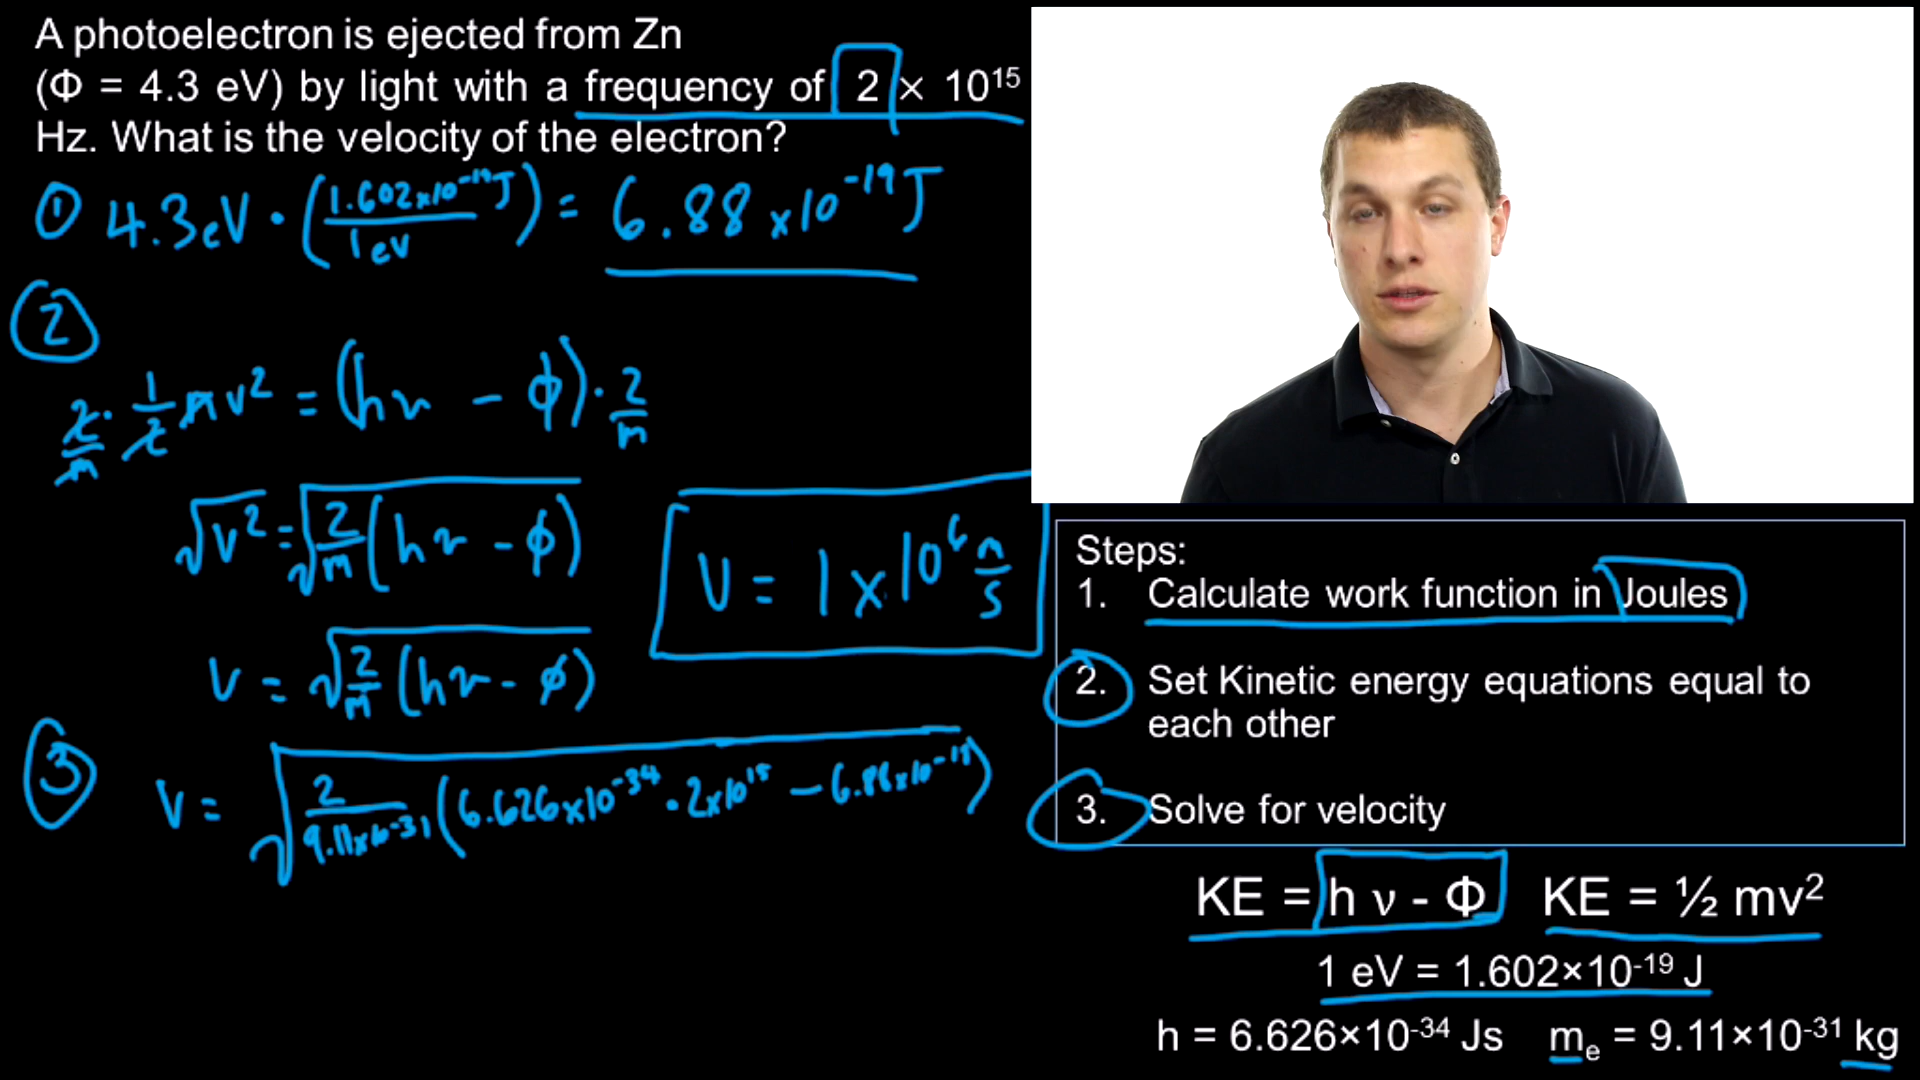 A photoelectron is ejected from Zn
(Φ = 4.3 eV) by light with a frequency of 2 × 10¹⁵
Hz. What is the velocity of the electron?
① 4.3 eV · (1.602x10⁻¹⁹J / 1 eV) = 6.88 x10⁻¹⁹J
②
2/m · 1/2 mv² = (hν - ϕ) · 2/m
√v² = √(2/m (hν - ϕ))
v = √(2/m (hν - ϕ))
V = 1 x 10⁶ m/s
③ V = √(2/9.11x10⁻³¹ (6.626x10⁻³⁴ · 2x10¹⁵ - 6.88x10⁻¹⁹))
Steps:
1. Calculate work function in Joules
2. Set Kinetic energy equations equal to
each other
3. Solve for velocity
KE = h ν - Φ KE = ½ mv²
1 eV = 1.602×10⁻¹⁹ J
h = 6.626×10⁻³⁴ Js mₑ = 9.11×10⁻³¹ kg